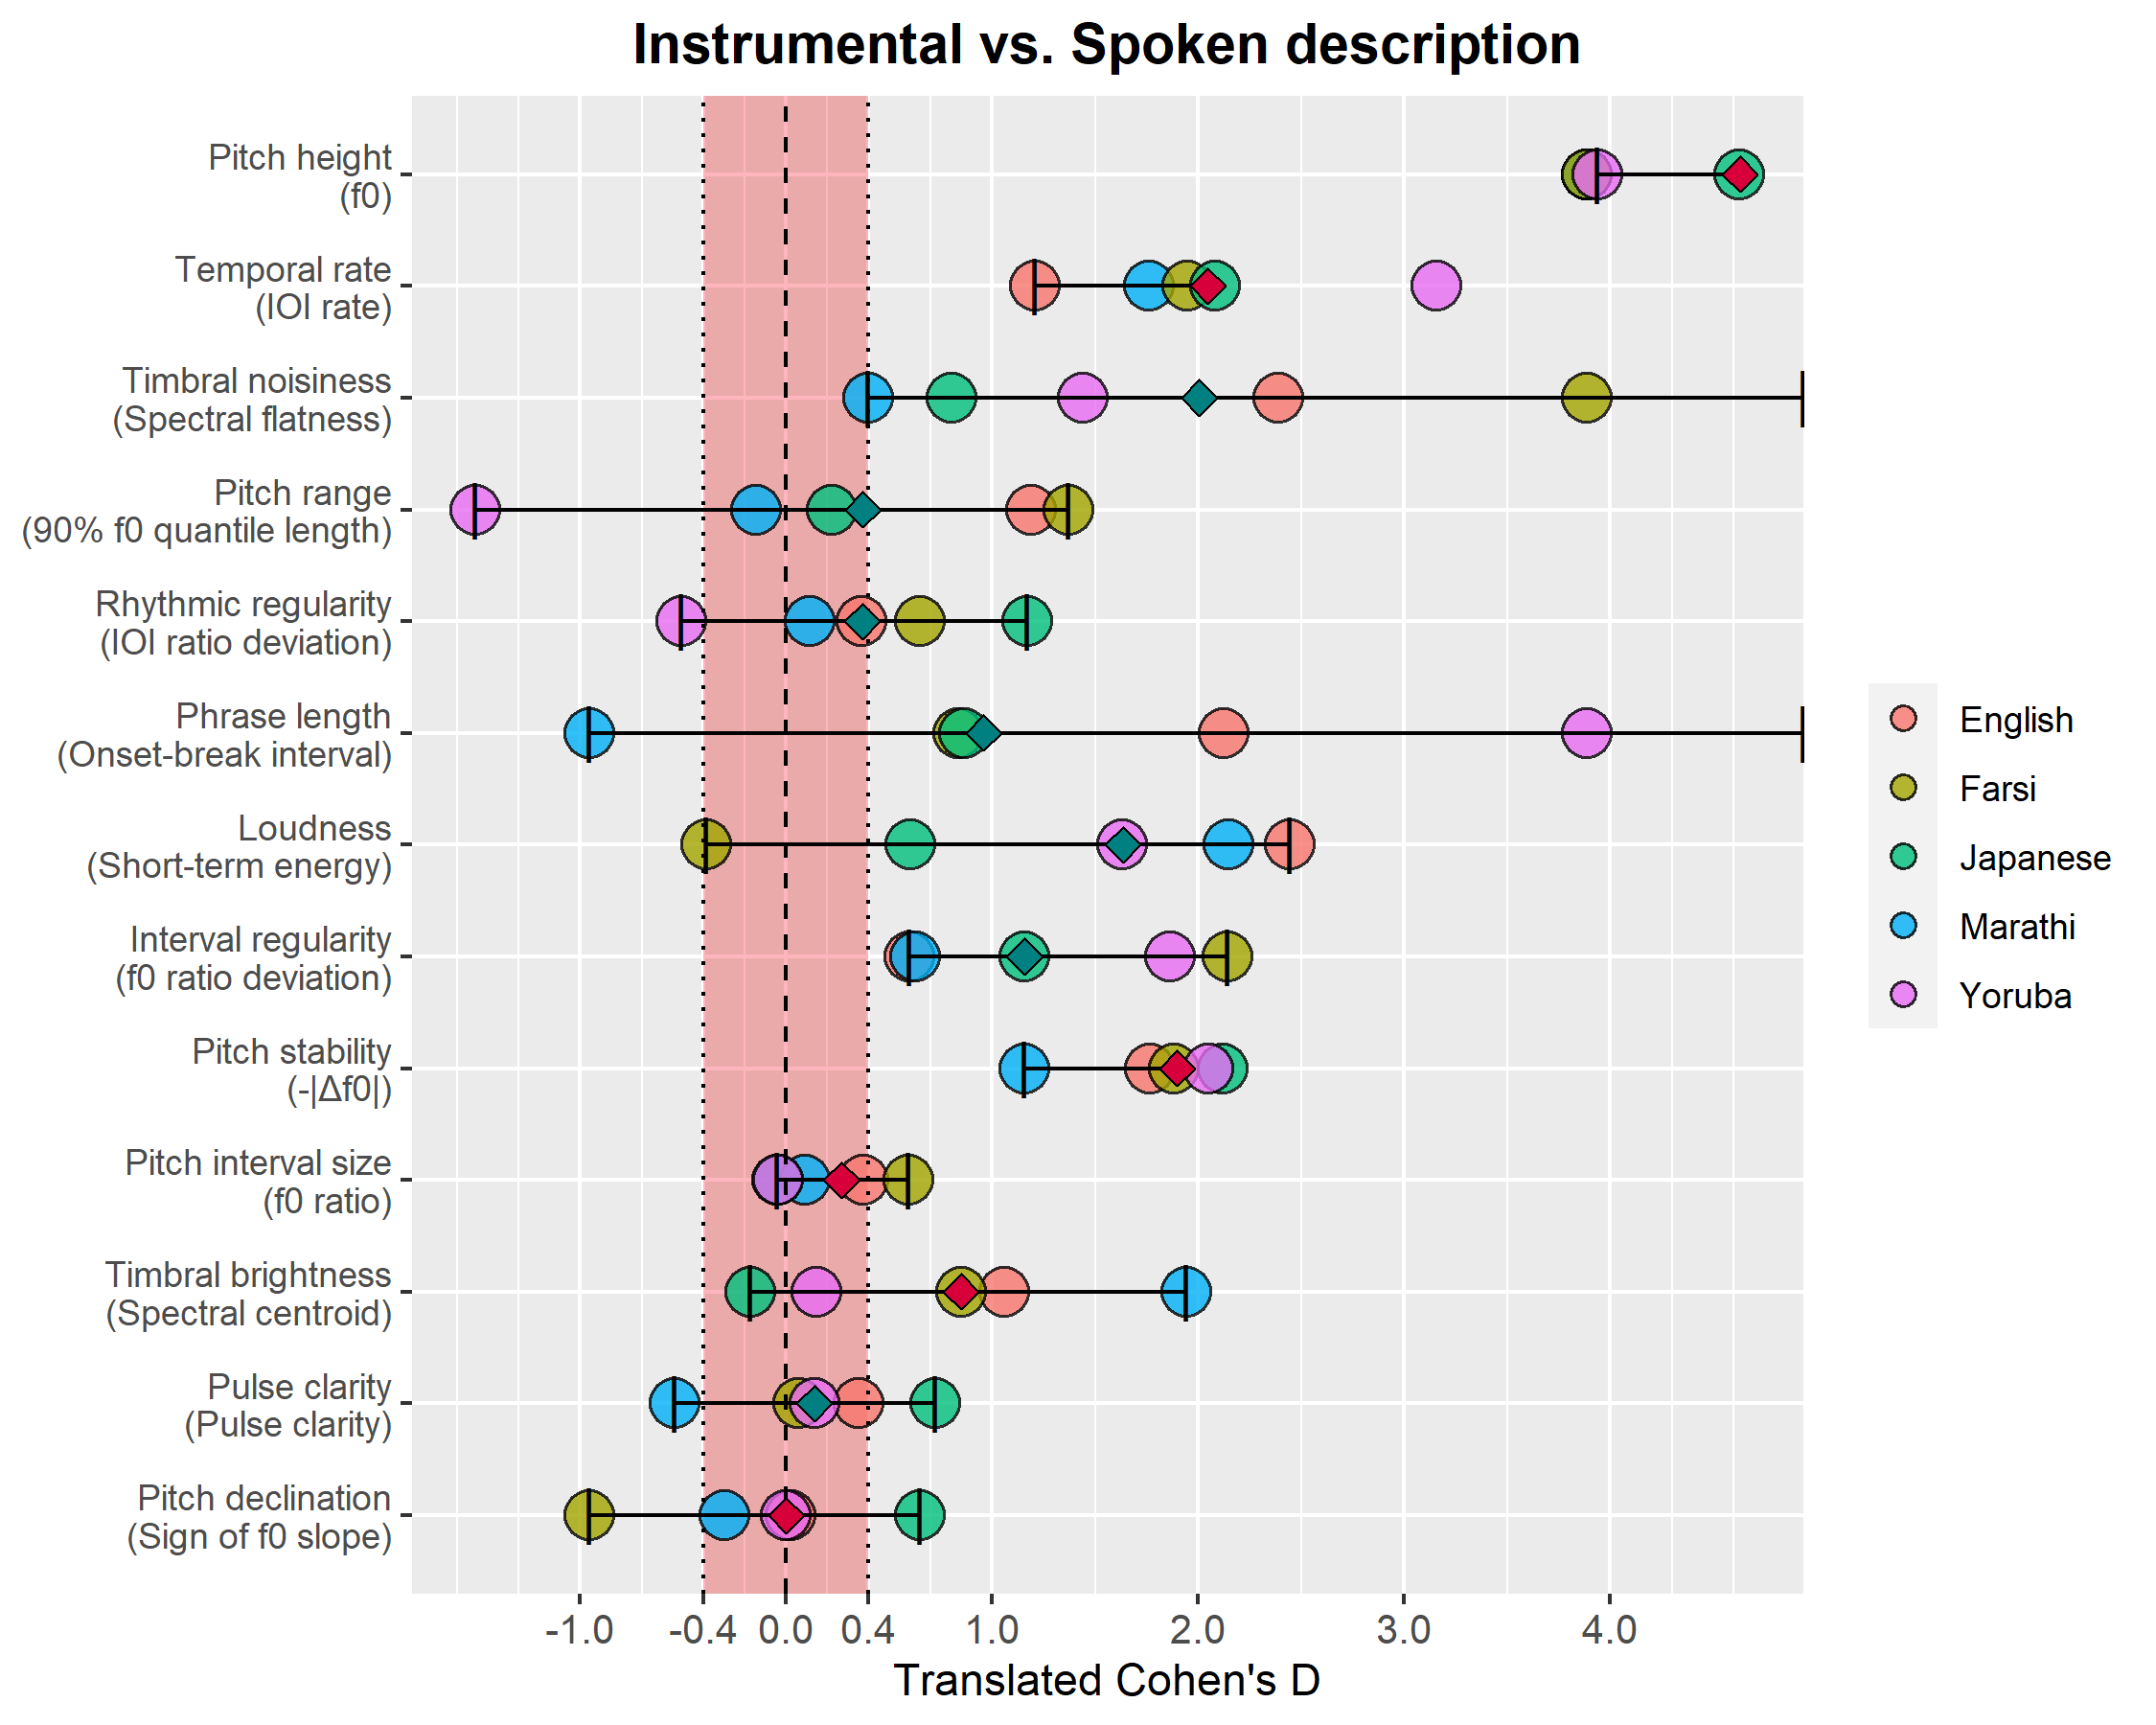 Instrumental vs. Spoken description
Pitch height
(f0)
Temporal rate
(IOI rate)
Timbral noisiness
(Spectral flatness)
Pitch range
(90% f0 quantile length)
Rhythmic regularity
(IOI ratio deviation)
Phrase length
(Onset-break interval)
Loudness
(Short-term energy)
Interval regularity
(f0 ratio deviation)
Pitch stability
(-|Δf0|)
Pitch interval size
(f0 ratio)
Timbral brightness
(Spectral centroid)
Pulse clarity
(Pulse clarity)
Pitch declination
(Sign of f0 slope)
-1.0 -0.4 0.0 0.4 1.0 2.0 3.0 4.0
Translated Cohen's D
English
Farsi
Japanese
Marathi
Yoruba